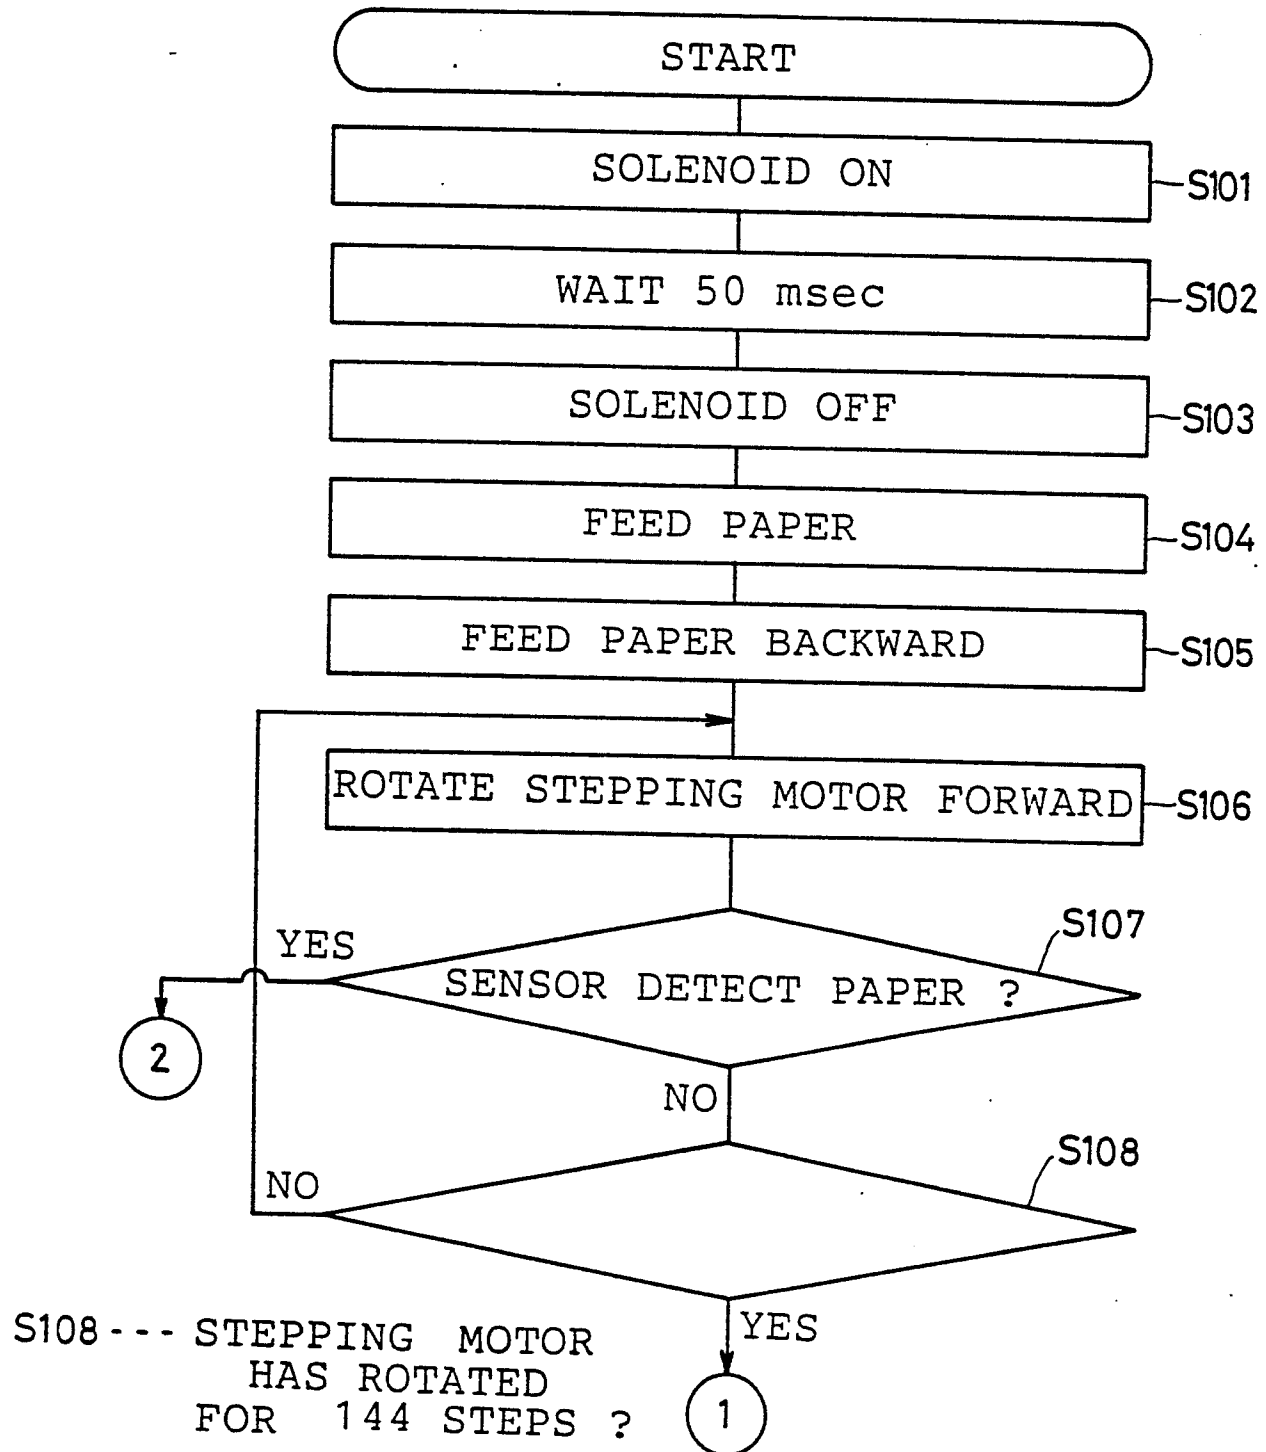 START
SOLENOID ON
S101
WAIT 50 msec
S102
SOLENOID OFF
S103
FEED PAPER
S104
FEED PAPER BACKWARD
S105
ROTATE STEPPING MOTOR FORWARD
S106
S107
YES
SENSOR DETECT PAPER ?
2
NO
S108
NO
YES
S108 --- STEPPING MOTOR
HAS ROTATED
FOR 144 STEPS ?
1